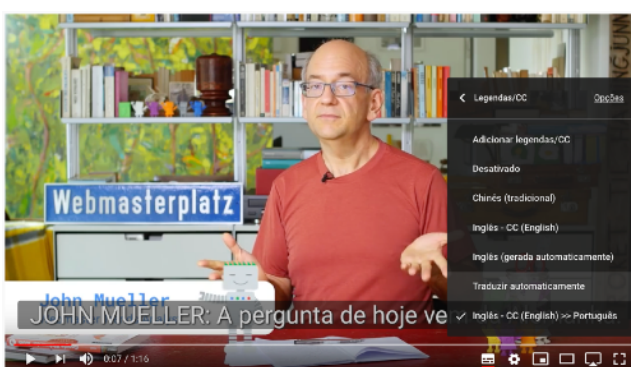 Legendas/CC Opções
Adicionar legendas/CC
Desativado
Chinês (tradicional)
Inglês - CC (English)
Inglês (gerada automaticamente)
Traduzir automaticamente
Inglês - CC (English) >> Português
Webmasterplatz
John Mueller
JOHN MUELLER: A pergunta de hoje ve
0:07 / 1:16